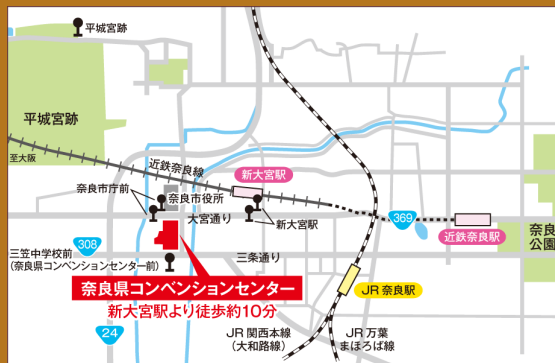 平城宮跡
平城宮跡
至大阪
近鉄奈良線
新大宮駅
奈良市庁前
奈良市役所
大宮通り
新大宮駅
369
近鉄奈良駅
奈良
公園
308
三笠中学校前
(奈良県コンベンションセンター前)
三条通り
奈良県コンベンションセンター
新大宮駅より徒歩約10分
JR 奈良駅
24
JR 関西本線
(大和路線)
JR 万葉
まほろば線